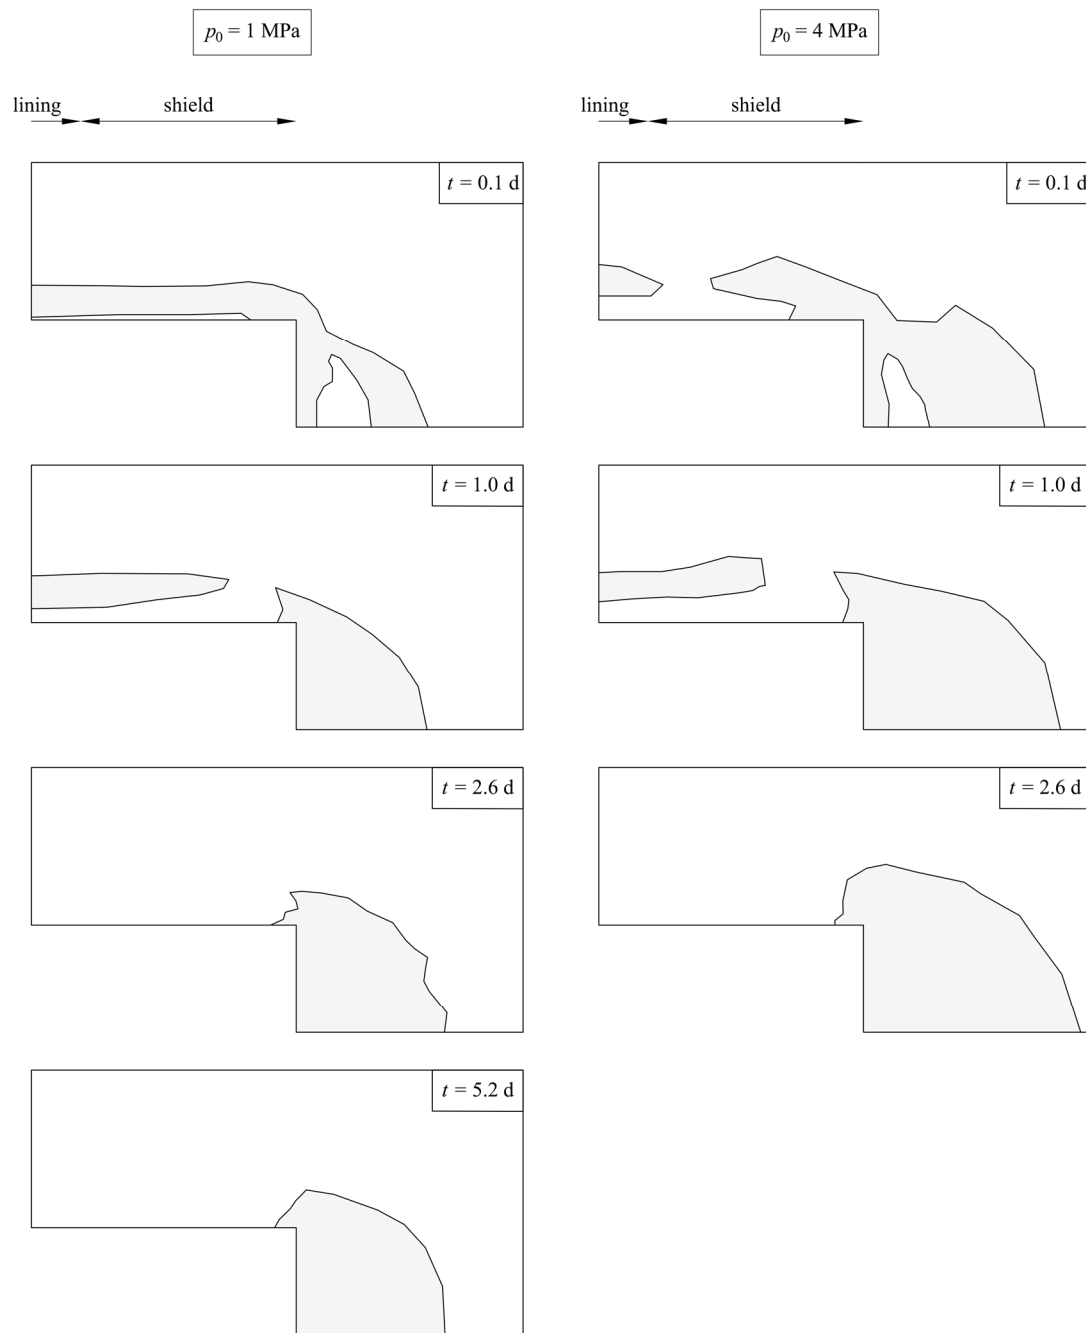 p₀ = 1 MPa
p₀ = 4 MPa
lining shield
lining shield
t = 0.1 d
t = 0.1 d
t = 1.0 d
t = 1.0 d
t = 2.6 d
t = 2.6 d
t = 5.2 d